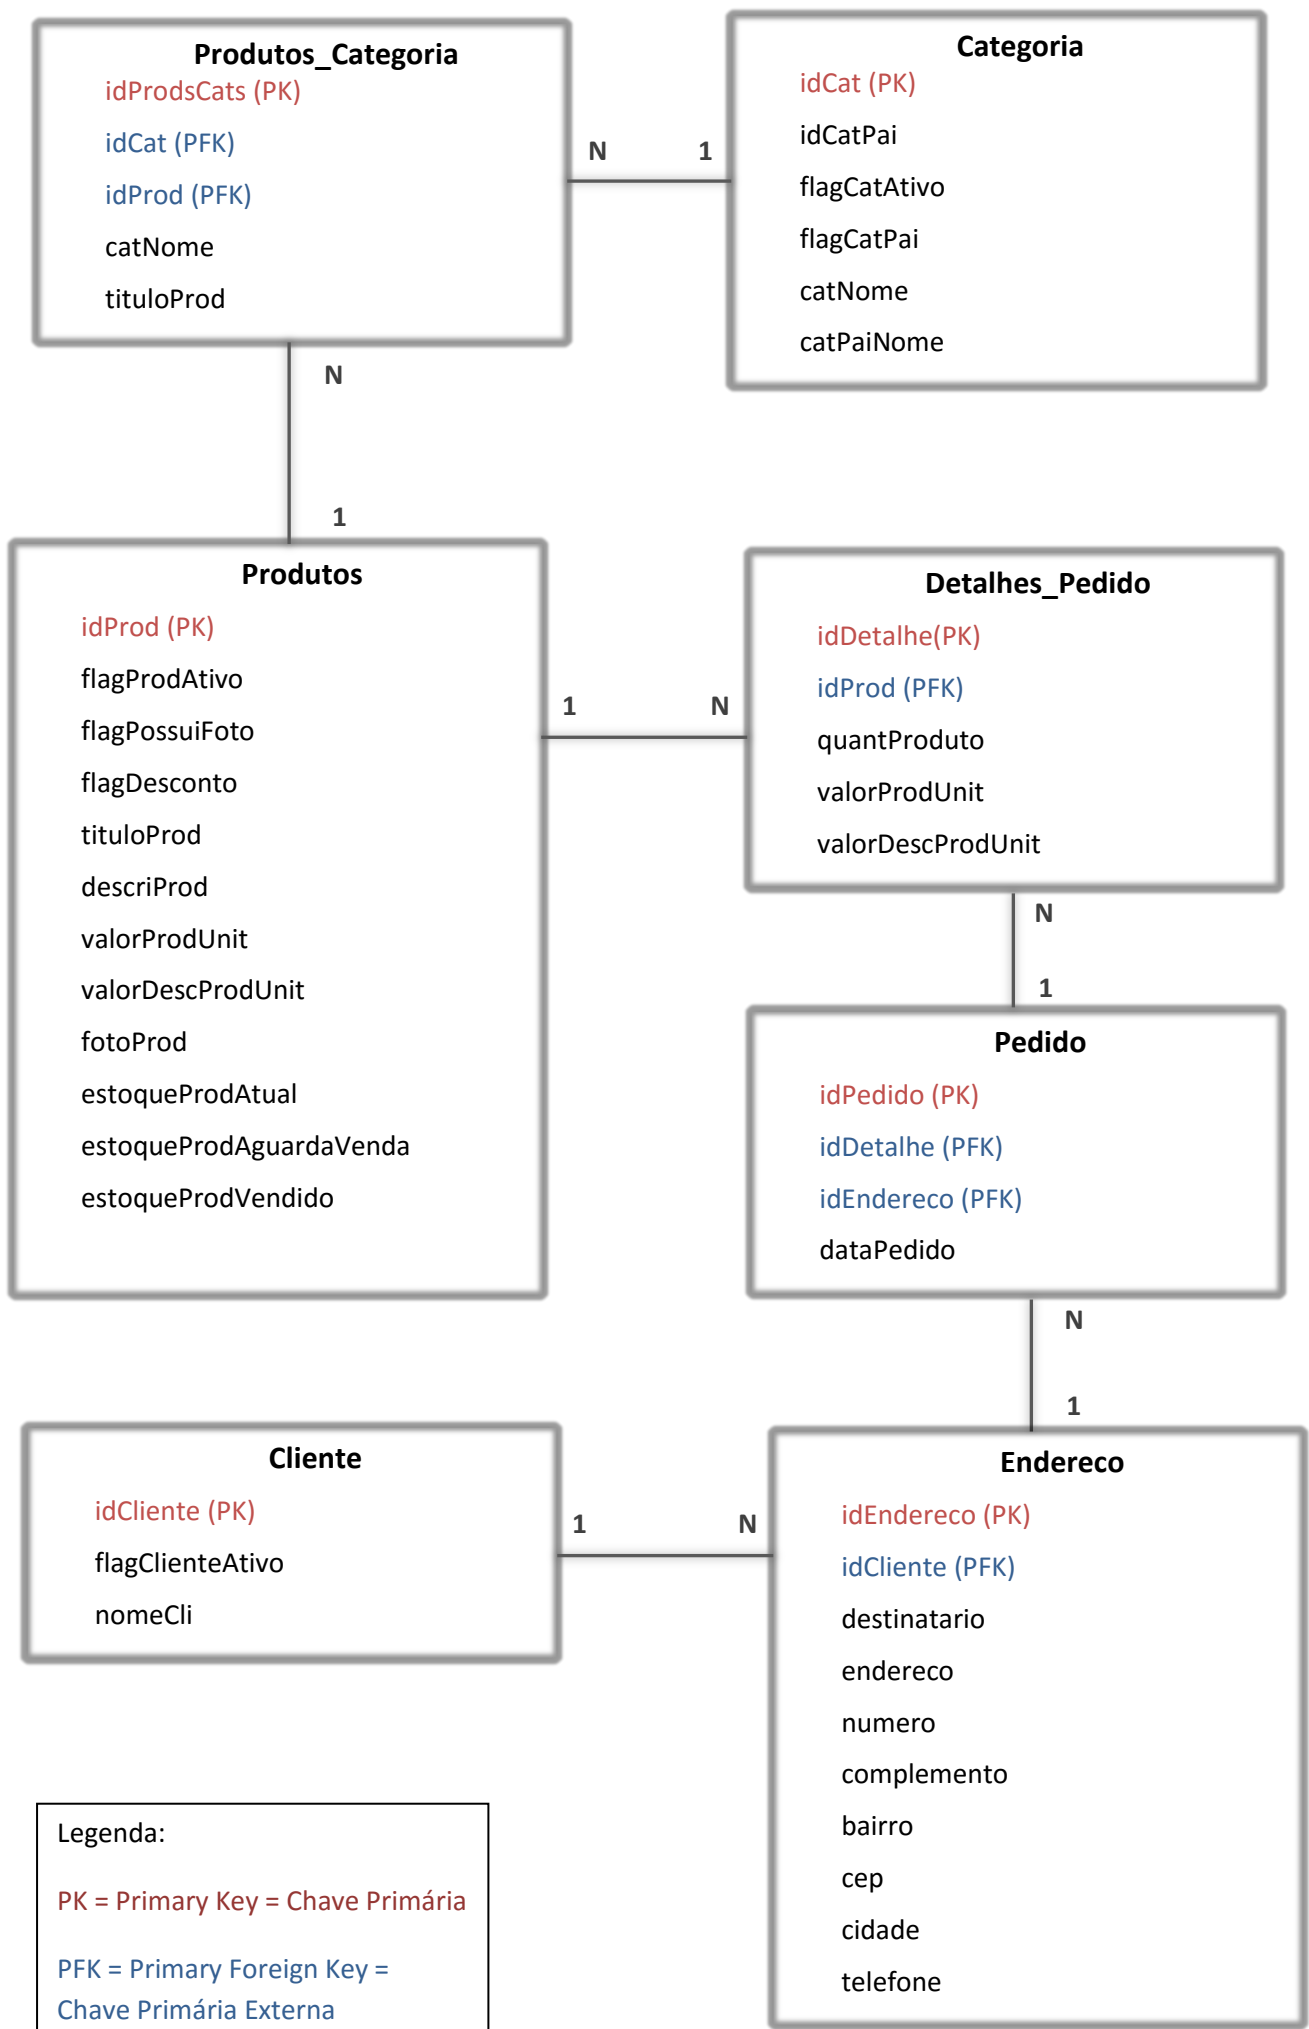 Produtos_Categoria
idProdsCats (PK)
idCat (PFK)
idProd (PFK)
catNome
tituloProd
Categoria
idCat (PK)
idCatPai
flagCatAtivo
flagCatPai
catNome
catPaiNome
N
1
N
1
Produtos
idProd (PK)
flagProdAtivo
flagPossuiFoto
flagDesconto
tituloProd
descriProd
valorProdUnit
valorDescProdUnit
fotoProd
estoqueProdAtual
estoqueProdAguardaVenda
estoqueProdVendido
1
N
Detalhes_Pedido
idDetalhe(PK)
idProd (PFK)
quantProduto
valorProdUnit
valorDescProdUnit
N
1
Pedido
idPedido (PK)
idDetalhe (PFK)
idEndereco (PFK)
dataPedido
N
1
Cliente
idCliente (PK)
flagClienteAtivo
nomeCli
1
N
Endereco
idEndereco (PK)
idCliente (PFK)
destinatario
endereco
numero
complemento
bairro
cep
cidade
telefone
Legenda:
PK = Primary Key = Chave Primária
PFK = Primary Foreign Key =
Chave Primária Externa